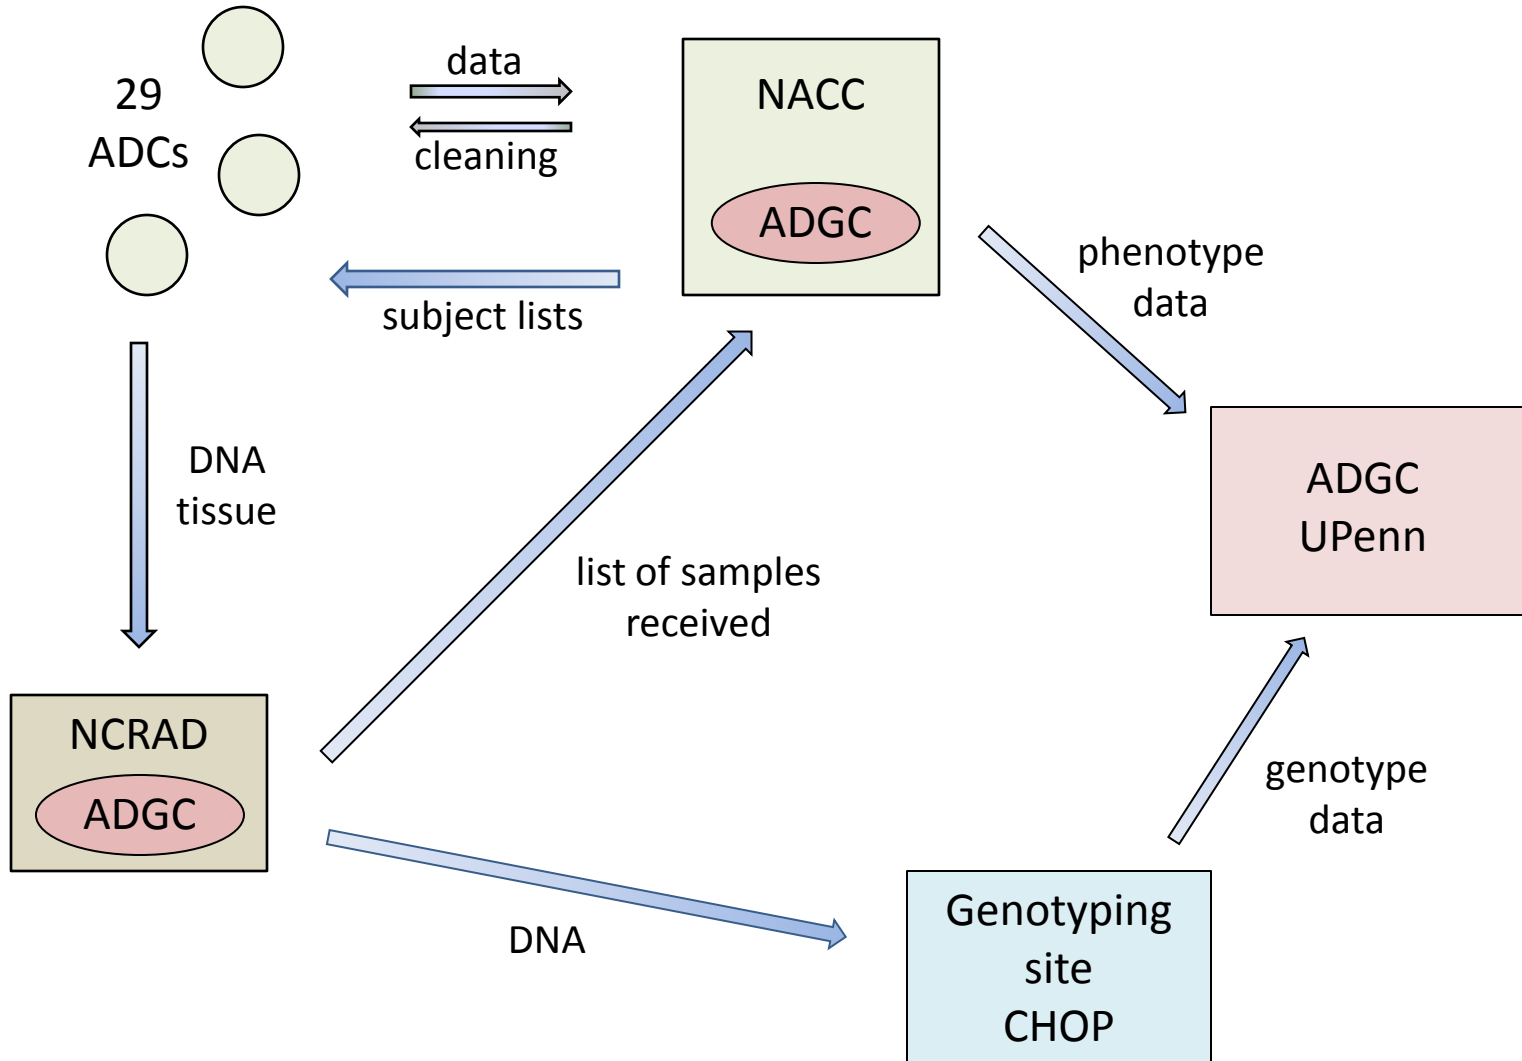 29
ADCs
data
cleaning
NACC
ADGC
subject lists
phenotype
data
DNA
tissue
list of samples
received
ADGC
UPenn
NCRAD
ADGC
genotype
data
DNA
Genotyping
site
CHOP